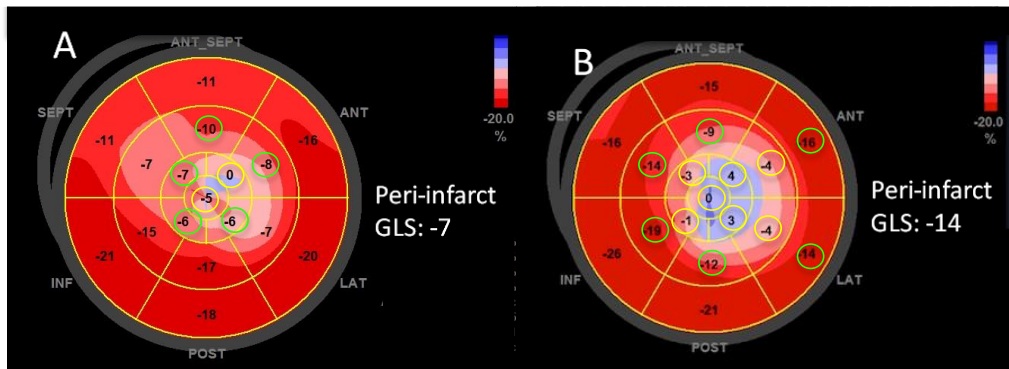 A
ANT_SEPT
-11
SEPT
-11
-10
-16
ANT
-7
-7
0
-8
-5
-6
-6
-7
-15
-17
-21
-20
INF
LAT
-18
POST
-20.0
%
Peri-infarct
GLS: -7
B
ANT_SEPT
-15
SEPT
-16
-9
-16
ANT
-14
-3
4
-4
0
-1
3
-4
-19
-12
-26
-14
INF
LAT
-21
POST
-20.0
%
Peri-infarct
GLS: -14